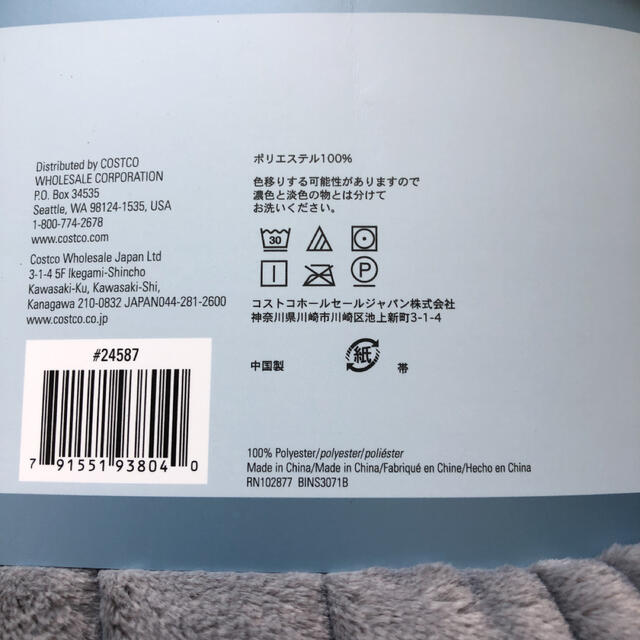 Distributed by COSTCO
WHOLESALE CORPORATION
P.O. Box 34535
Seattle, WA 98124-1535, USA
1-800-774-2678
www.costco.com
Costco Wholesale Japan Ltd
3-1-4 5F Ikegami-Shincho
Kawasaki-Ku, Kawasaki-Shi,
Kanagawa 210-0832 JAPAN044-281-2600
www.costco.co.jp
ポリエステル100%
色移りする可能性がありますので
濃色と淡色の物とは分けて
お洗いください。
30
P
コストコホールセールジャパン株式会社
神奈川県川崎市川崎区池上新町3-1-4
中国製
紙
帯
#24587
7 91551 93804 0
100% Polyester/polyester/poliéster
Made in China/Made in China/Fabriqué en Chine/Hecho en China
RN102877 BINS3071B